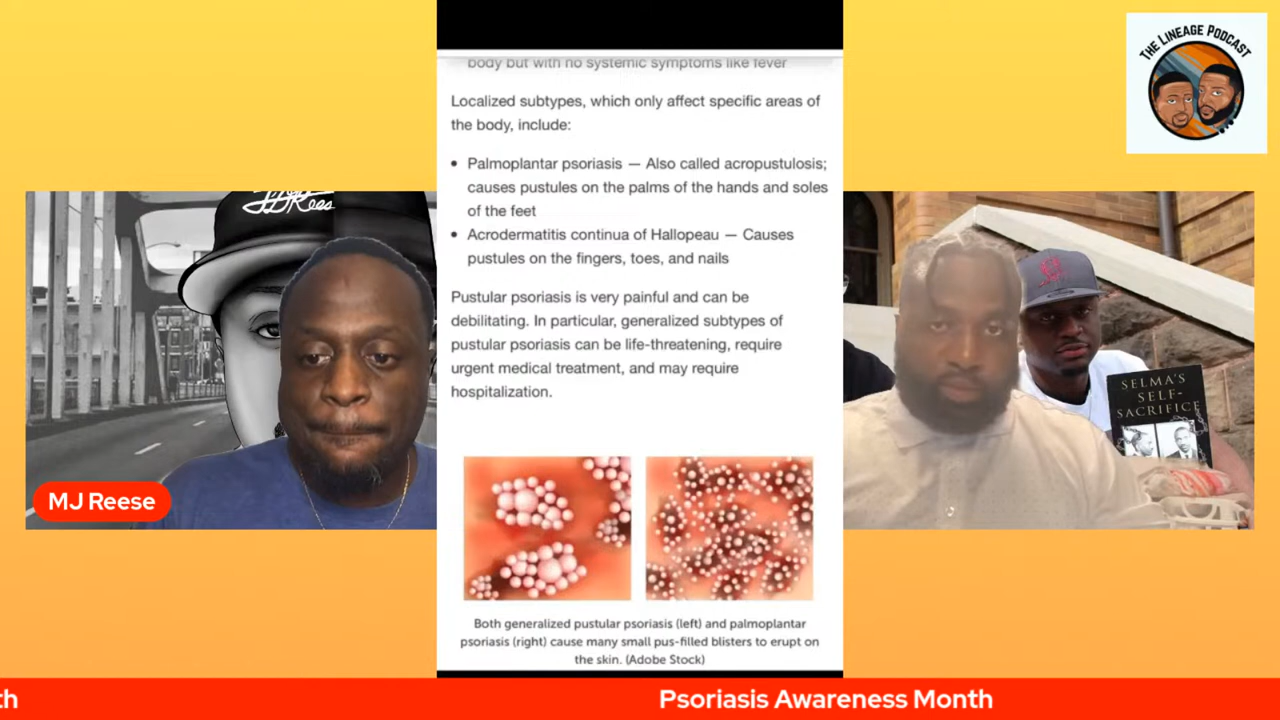 THE LINEAGE PODCAST
body but with no systemic symptoms like fever
Localized subtypes, which only affect specific areas of
the body, include:
• Palmoplantar psoriasis — Also called acropustulosis;
causes pustules on the palms of the hands and soles
of the feet
• Acrodermatitis continua of Hallopeau — Causes
pustules on the fingers, toes, and nails
Pustular psoriasis is very painful and can be
debilitating. In particular, generalized subtypes of
pustular psoriasis can be life-threatening, require
urgent medical treatment, and may require
hospitalization.
Both generalized pustular psoriasis (left) and palmoplantar
psoriasis (right) cause many small pus-filled blisters to erupt on
the skin. (Adobe Stock)
MJ Reese
SELMA'S
SELF-
SACRIFICE
th
Psoriasis Awareness Month